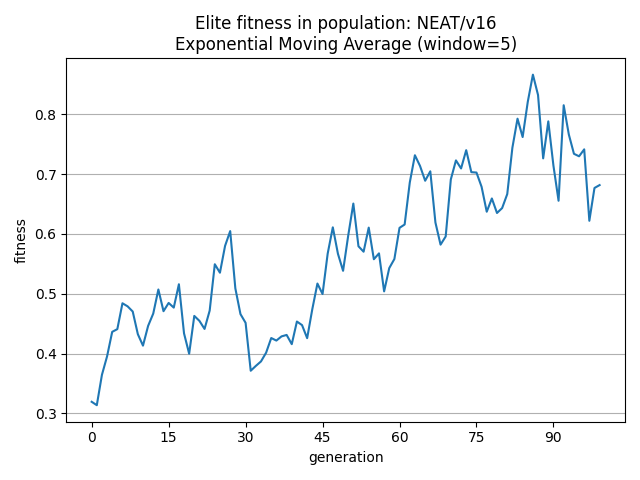 Elite fitness in population: NEAT/v16
Exponential Moving Average (window=5)
fitness
0.8
0.7
0.6
0.5
0.4
0.3
0 15 30 45 60 75 90
generation